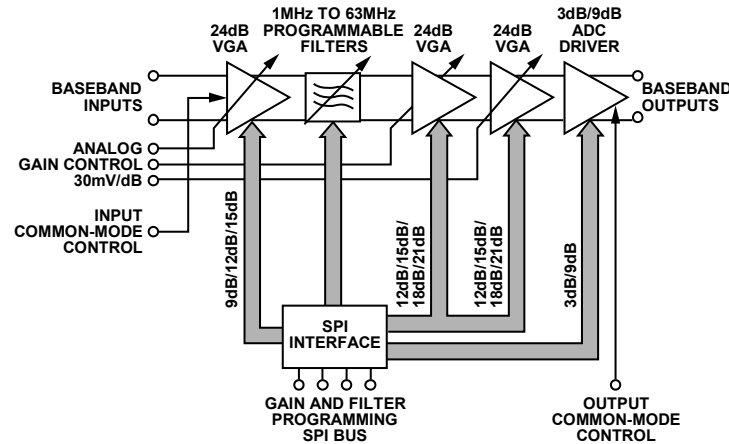 1MHz TO 63MHz
PROGRAMMABLE
FILTERS
24dB
VGA
24dB
VGA
24dB
VGA
3dB/9dB
ADC
DRIVER
BASEBAND
INPUTS
BASEBAND
OUTPUTS
ANALOG
GAIN CONTROL
30mV/dB
INPUT
COMMON-MODE
CONTROL
9dB/12dB/15dB
12dB/15dB/
18dB/21dB
12dB/15dB/
18dB/21dB
3dB/9dB
SPI
INTERFACE
GAIN AND FILTER
PROGRAMMING
SPI BUS
OUTPUT
COMMON-MODE
CONTROL